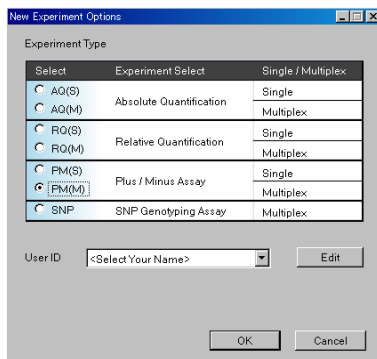 New Experiment Options
Experiment Type
Select Experiment Select Single / Multiplex
AQ(S) Absolute Quantification Single
AQ(M) Multiplex
RQ(S) Relative Quantification Single
RQ(M) Multiplex
PM(S) Plus / Minus Assay Single
PM(M) Multiplex
SNP SNP Genotyping Assay Multiplex
User ID <Select Your Name> Edit
OK Cancel